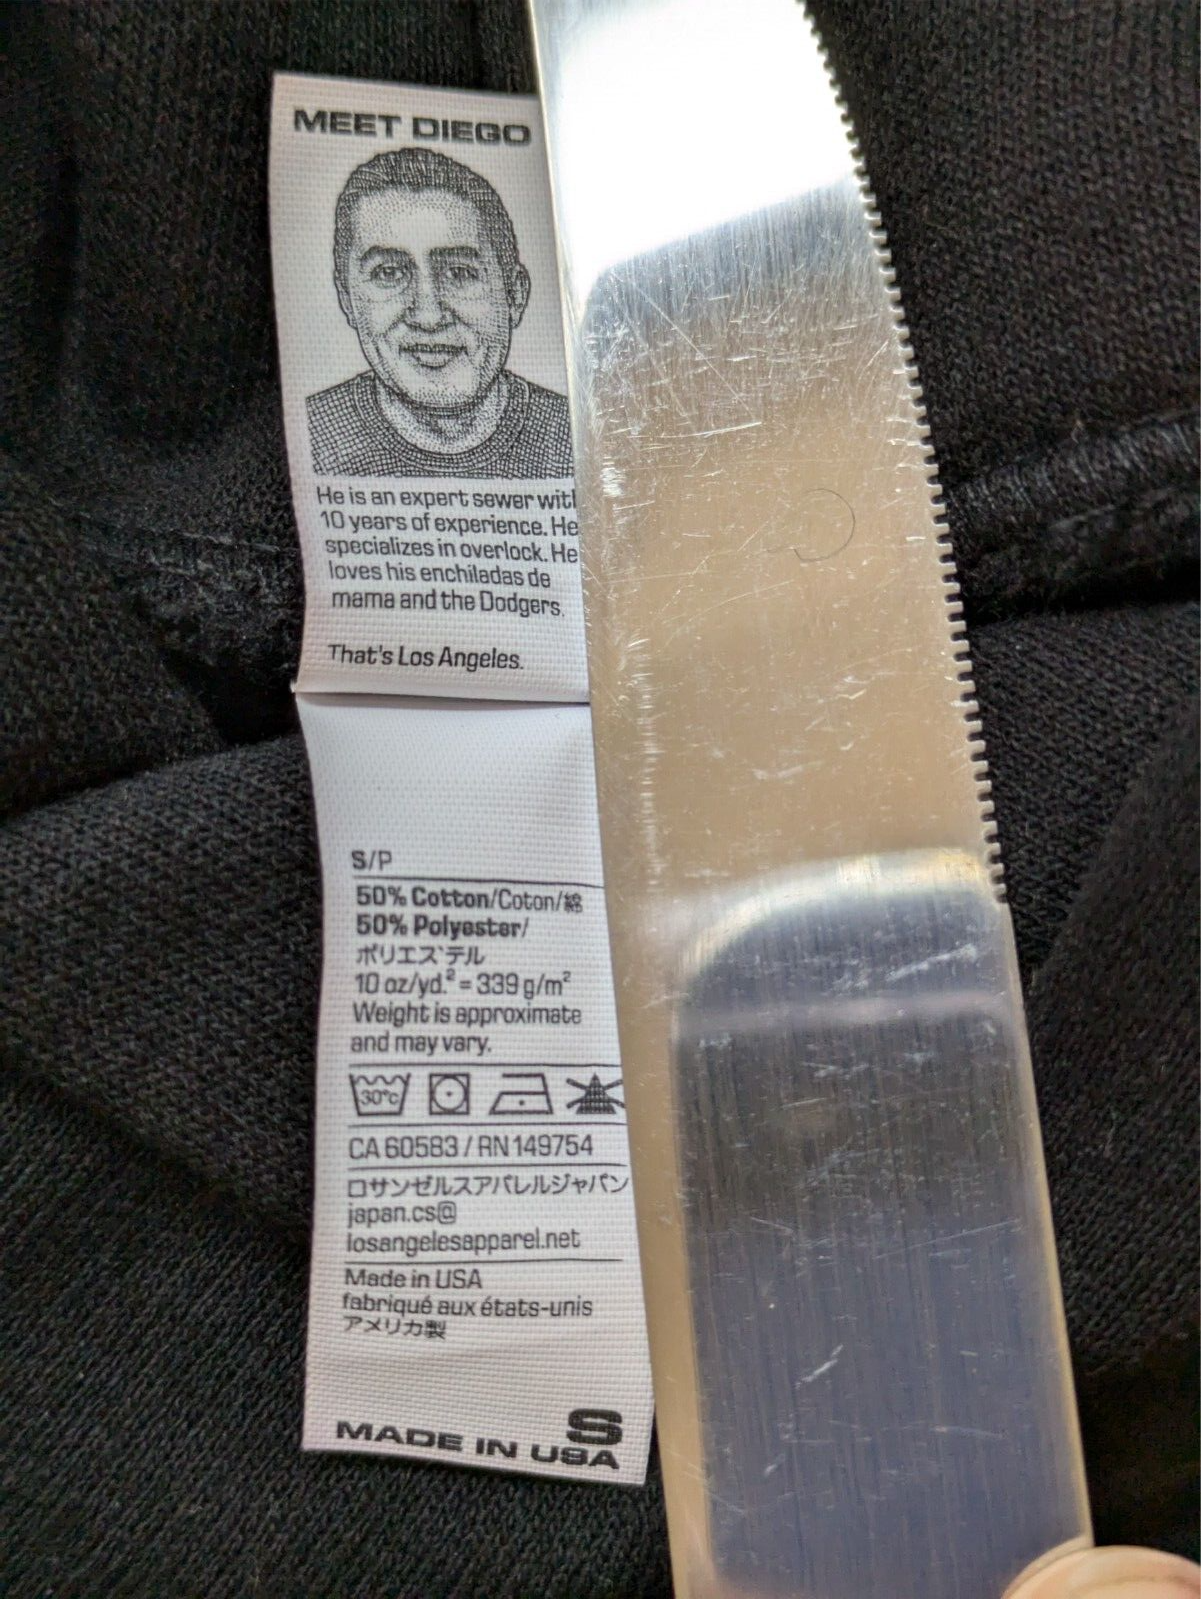 MEET DIEGO
He is an expert sewer with
10 years of experience. He
specializes in overlock. He
loves his enchiladas de
mama and the Dodgers.
That's Los Angeles.
S/P
50% Cotton/Coton/綿
50% Polyester/
ポリエステル
10 oz/yd.² = 339 g/m²
Weight is approximate
and may vary.
30°c
CA 60583 / RN 149754
ロサンゼルスアパレルジャパン
japan.cs@
losangelesapparel.net
Made in USA
fabriqué aux états-unis
アメリカ製
S
MADE IN USA